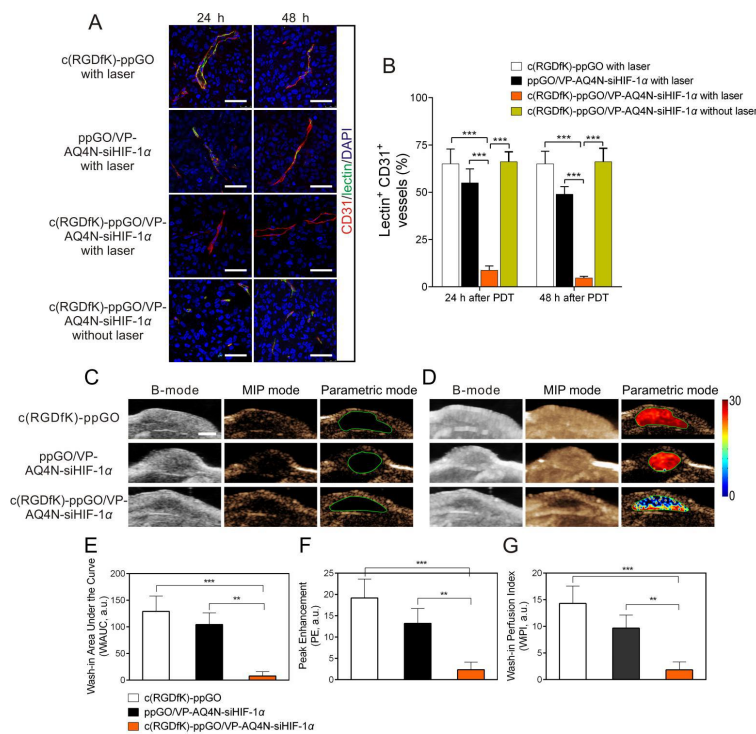 A
24 h
48 h
c(RGDfK)-ppGO
with laser
ppGO/VP-
AQ4N-siHIF-1α
with laser
c(RGDfK)-ppGO/VP-
AQ4N-siHIF-1α
with laser
c(RGDfK)-ppGO/VP-
AQ4N-siHIF-1α
without laser
CD31/lectin/DAPI
B
c(RGDfK)-ppGO with laser
ppGO/VP-AQ4N-siHIF-1α with laser
c(RGDfK)-ppGO/VP-AQ4N-siHIF-1α with laser
c(RGDfK)-ppGO/VP-AQ4N-siHIF-1α without laser
Lectin⁺ CD31⁺
vessels (%)
100
75
50
25
0
*** ***
***
*** ***
***
24 h after PDT
48 h after PDT
C
B-mode
MIP mode
Parametric mode
D
B-mode
MIP mode
Parametric mode
c(RGDfK)-ppGO
ppGO/VP-
AQ4N-siHIF-1α
c(RGDfK)-ppGO/VP-
AQ4N-siHIF-1α
30
0
E
Wash-in Area Under the Curve
(WiAUC, a.u.)
200
150
100
50
0
***
**
F
Peak Enhancement
(PE, a.u.)
25
20
15
10
5
0
***
**
G
Wash-in Perfusion Index
(WiPI, a.u.)
20
15
10
5
0
***
**
c(RGDfK)-ppGO
ppGO/VP-AQ4N-siHIF-1α
c(RGDfK)-ppGO/VP-AQ4N-siHIF-1α